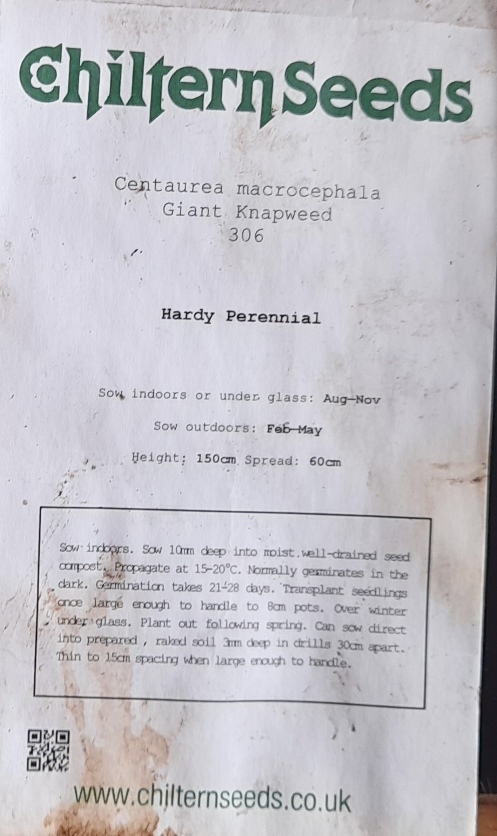 Chiltern Seeds
Centaurea macrocephala
Giant Knapweed
306
Hardy Perennial
Sow indoors or under glass: Aug-Nov
Sow outdoors: Feb-May
Height: 150cm Spread: 60cm
Sow indoors. Sow 10mm deep into moist, well-drained seed
compost. Propagate at 15-20°C. Normally germinates in the
dark. Germination takes 21-28 days. Transplant seedlings
once large enough to handle to 8cm pots. Over winter
under glass. Plant out following spring. Can sow direct
into prepared , raked soil 3mm deep in drills 30cm apart.
Thin to 15cm spacing when large enough to handle.
www.chilternseeds.co.uk